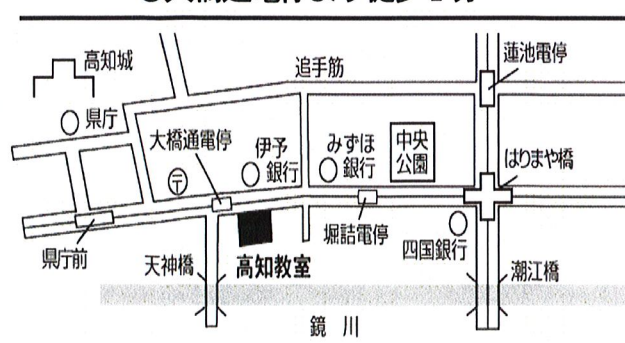 高知城
県庁
追手筋
蓮池電停
大橋通電停
〒
伊予
銀行
みずほ
銀行
中央
公園
はりまや橋
県庁前
天神橋
高知教室
堀詰電停
四国銀行
潮江橋
鏡川